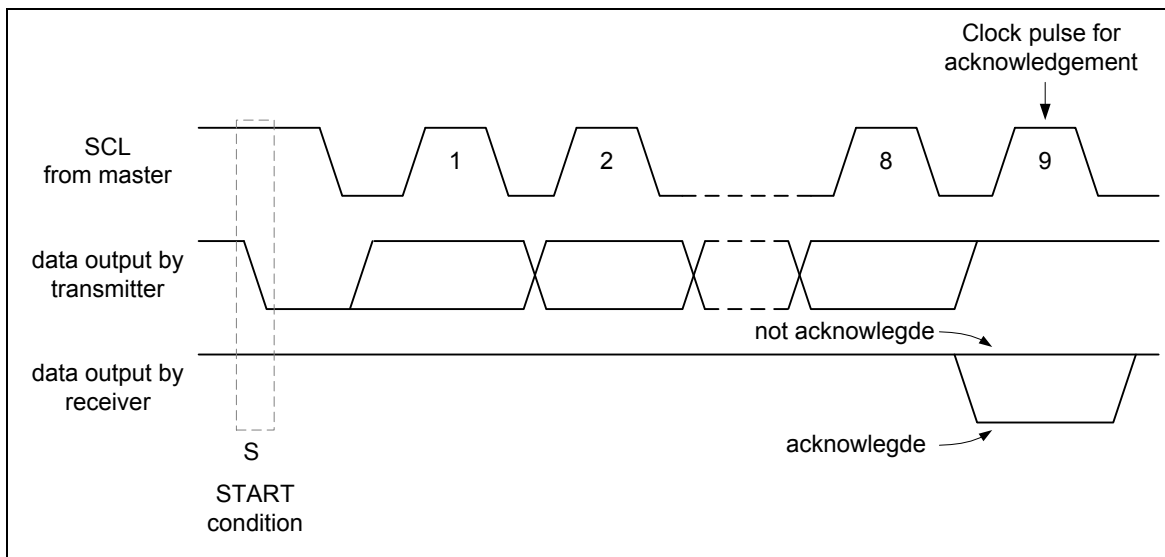 Clock pulse for
acknowledgement
SCL
from master
1
2
8
9
data output by
transmitter
not acknowlegde
data output by
receiver
acknowlegde
S
START
condition